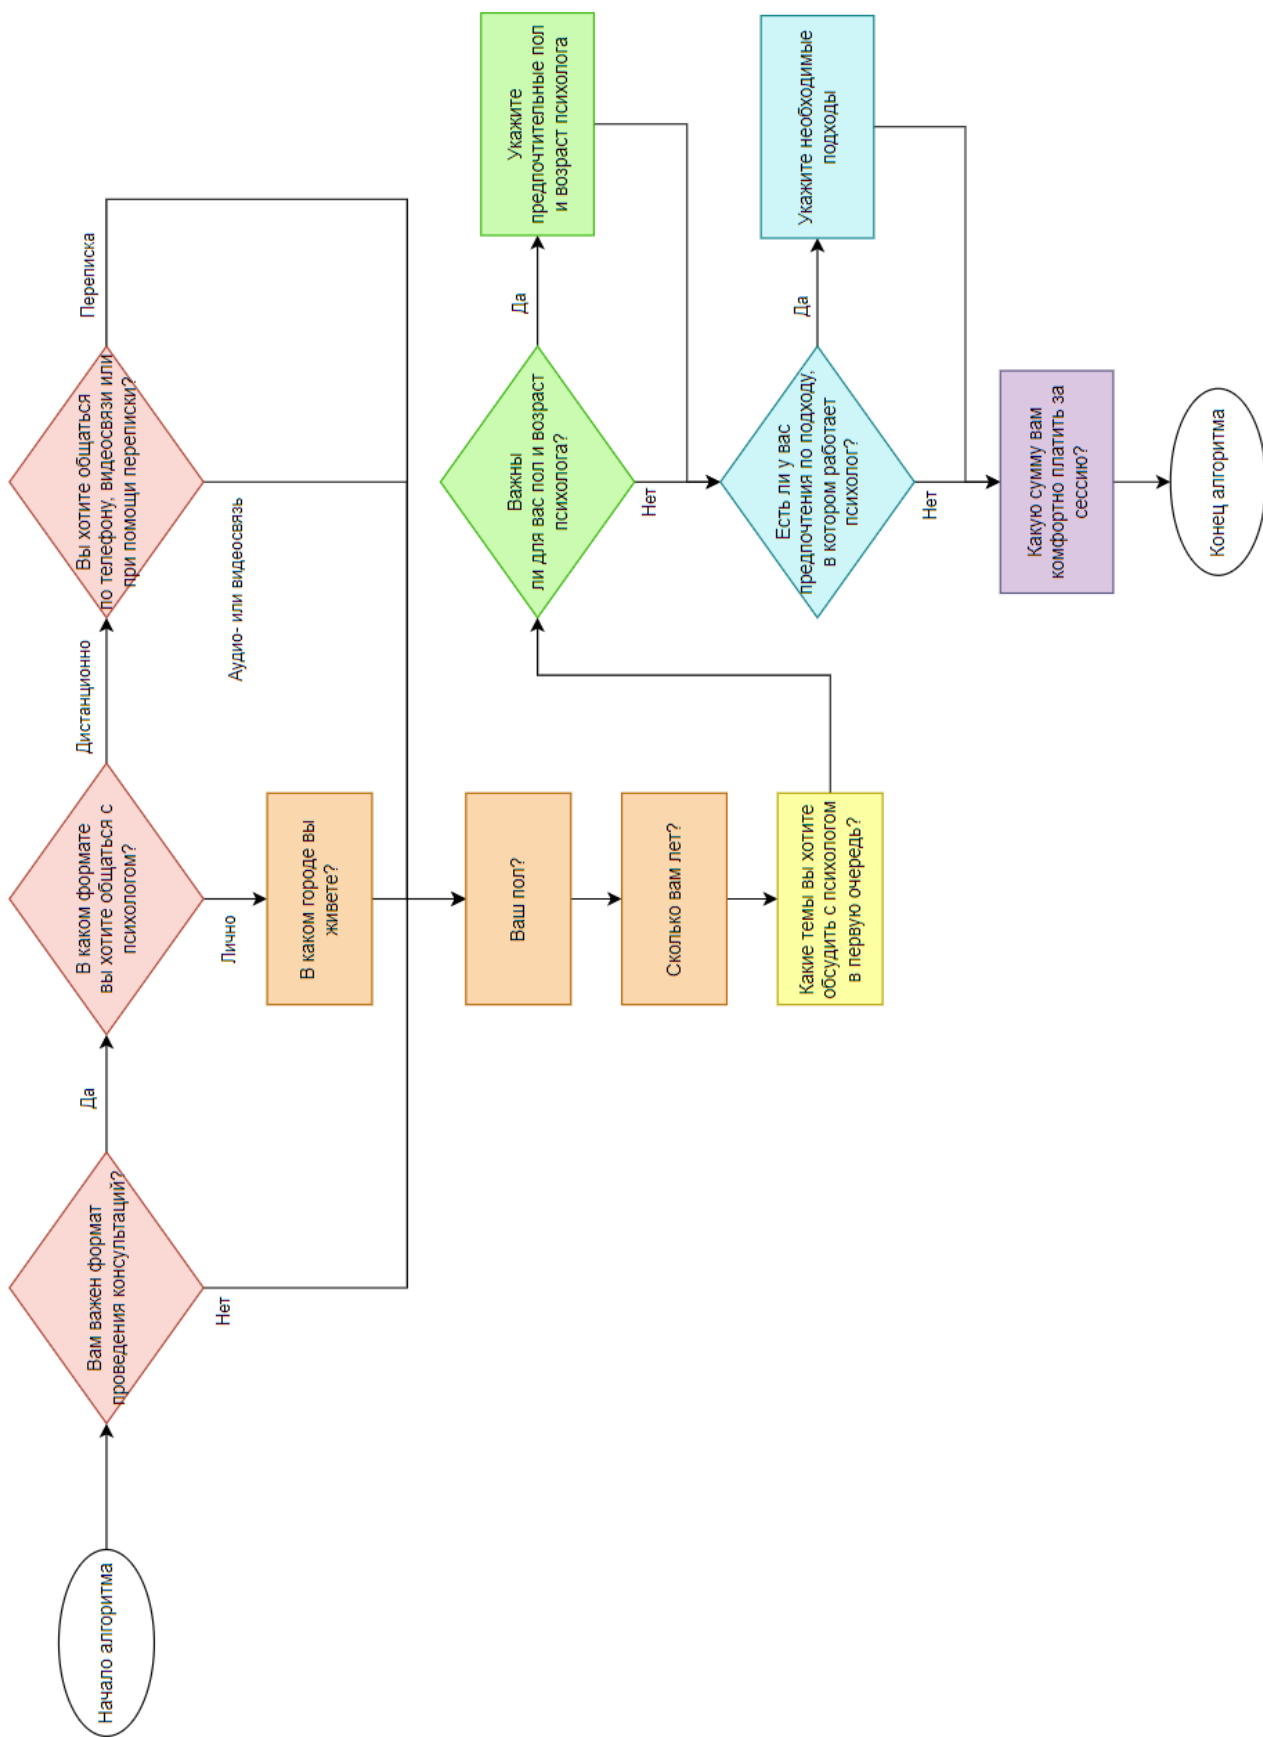 Начало алгоритма
Вам важен формат
проведения консультаций?
Да
Нет
В каком формате
вы хотите общаться с
психологом?
Дистанционно
Лично
Вы хотите общаться
по телефону, видеосвязи или
при помощи переписки?
Переписка
Аудио- или видеосвязь
В каком городе вы
живете?
Ваш пол?
Сколько вам лет?
Какие темы вы хотите
обсудить с психологом
в первую очередь?
Важны
ли для вас пол и возраст
психолога?
Да
Нет
Укажите
предпочтительные пол
и возраст психолога
Есть ли у вас
предпочтения по подходу,
в котором работает
психолог?
Да
Нет
Укажите необходимые
подходы
Какую сумму вам
комфортно платить за
сессию?
Конец алгоритма